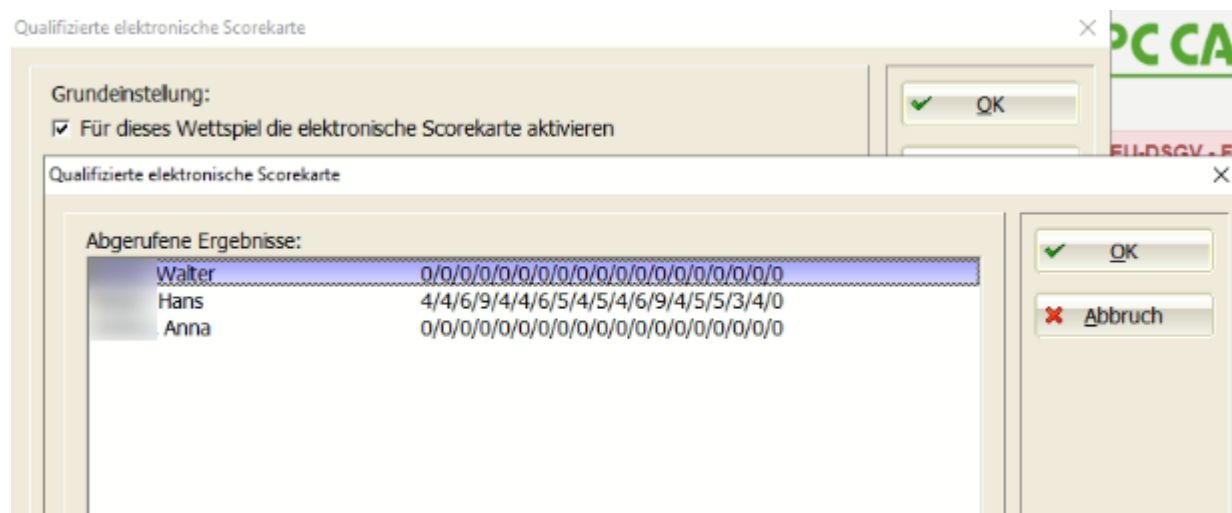 Qualifizierte elektronische Scorekarte
PC CA
Grundeinstellung:
OK
Für dieses Wettspiel die elektronische Scorekarte aktivieren
EU-DSGV - E
Qualifizierte elektronische Scorekarte
Abgerufene Ergebnisse:
OK
Walter 0/0/0/0/0/0/0/0/0/0/0/0/0/0/0/0/0/0/0
Hans 4/4/6/9/4/4/6/5/4/5/4/6/9/4/5/5/3/4/0
Anna 0/0/0/0/0/0/0/0/0/0/0/0/0/0/0/0/0/0/0
Abbruch